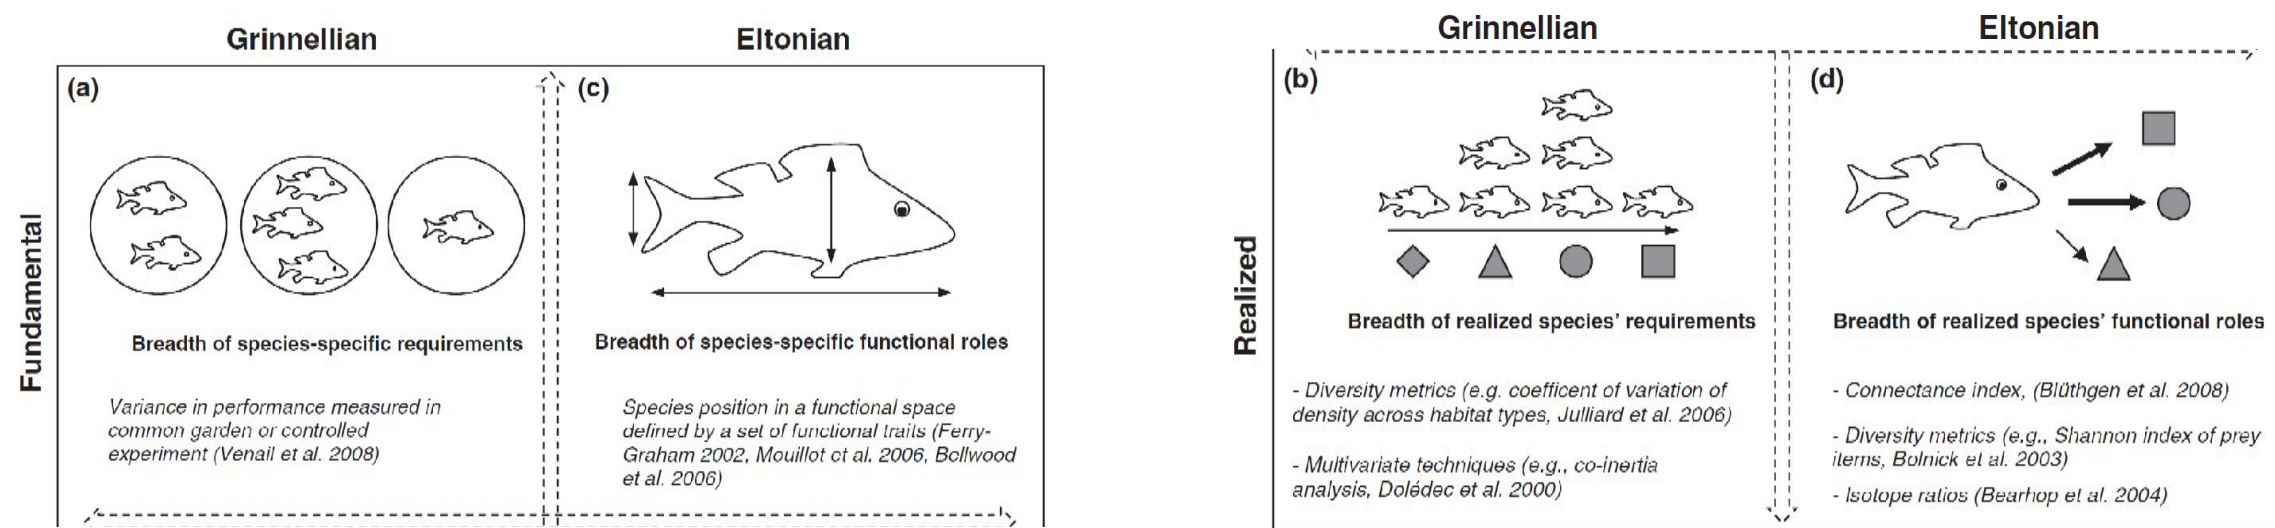 Grinnellian
Eltonian
Fundamental
(a)
Breadth of species-specific requirements
Variance in performance measured in
common garden or controlled
experiment (Venail et al. 2008)
(c)
Breadth of species-specific functional roles
Species position in a functional space
defined by a set of functional traits (Ferry-
Graham 2002, Mouillot et al. 2006, Bellwood
et al. 2006)
Grinnellian
Eltonian
Realized
(b)
Breadth of realized species' requirements
- Diversity metrics (e.g. coefficent of variation of
density across habitat types, Julliard et al. 2006)
- Multivariate techniques (e.g., co-inertia
analysis, Dolédec et al. 2000)
(d)
Breadth of realized species' functional roles
- Connectance index, (Blüthgen et al. 2008)
- Diversity metrics (e.g., Shannon index of prey
items, Bolnick et al. 2003)
- Isotope ratios (Bearhop et al. 2004)